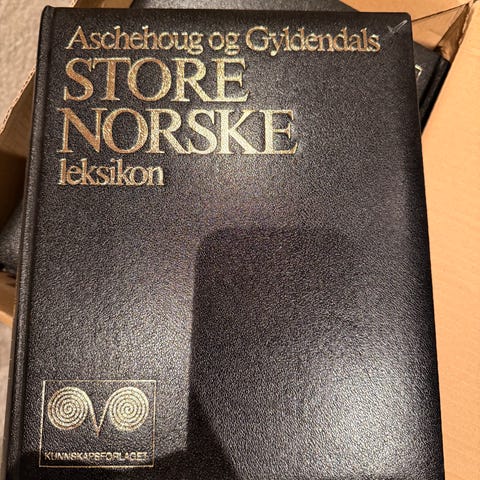 Aschehoug og Gyldendals
STORE
NORSKE
leksikon
KUNNSKAPSFORLAGET